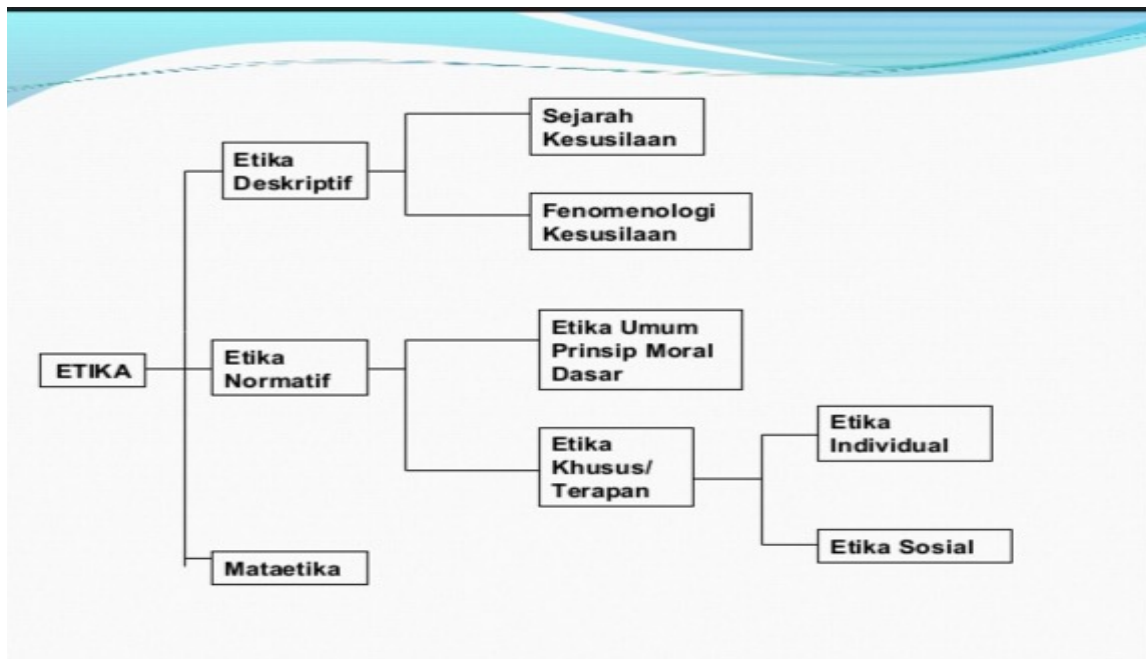 ETIKA
Etika
Deskriptif
Sejarah
Kesusilaan
Fenomenologi
Kesusilaan
Etika
Normatif
Etika Umum
Prinsip Moral
Dasar
Etika
Khusus/
Terapan
Etika
Individual
Etika Sosial
Mataetika